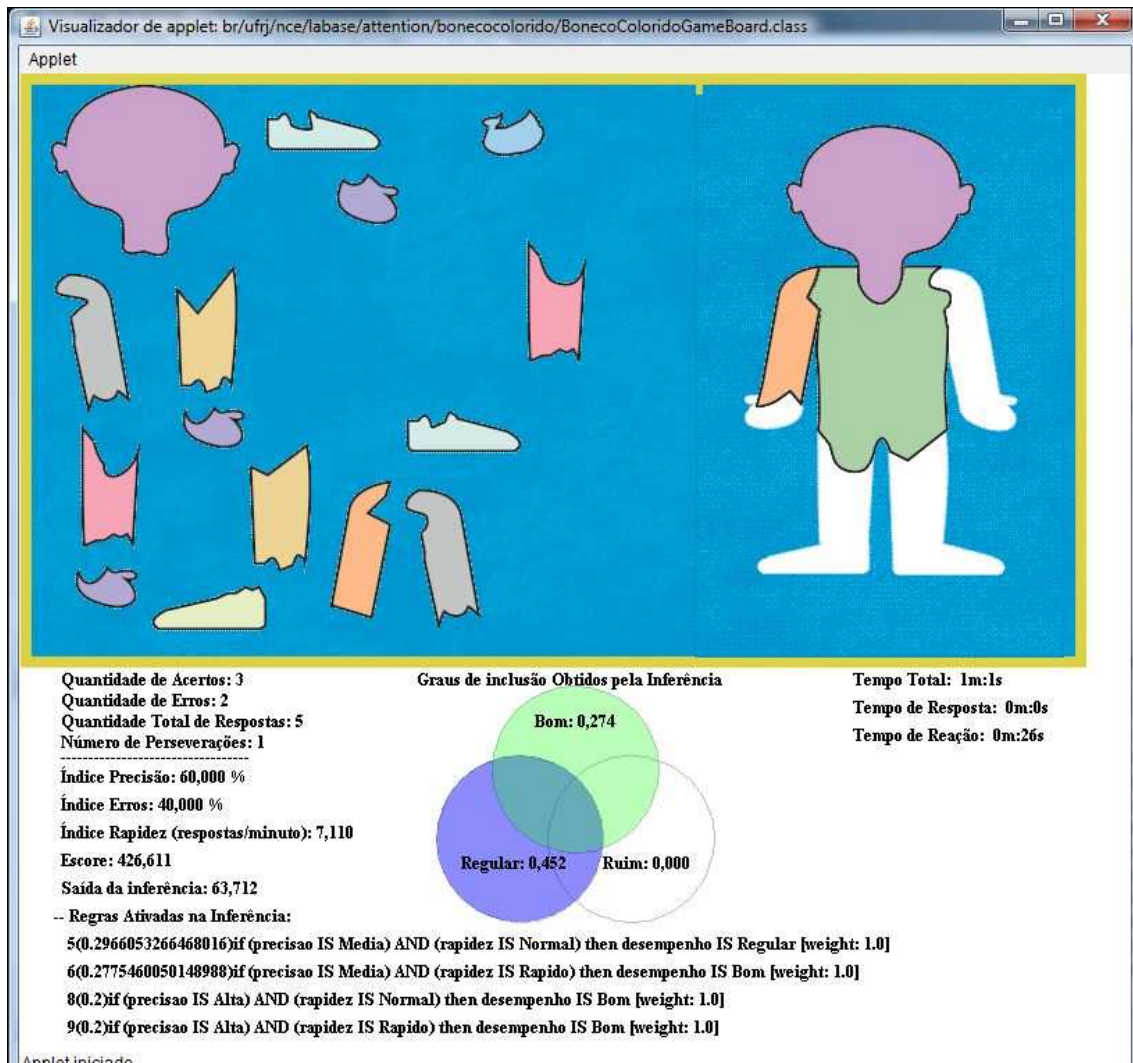 Visualizador de applet: br/ufrj/nce/labase/attention/bonecocolorido/BonecoColoridoGameBoard.class
Applet
Quantidade de Acertos: 3
Quantidade de Erros: 2
Quantidade Total de Respostas: 5
Número de Perseverações: 1
---------------------------------
Índice Precisão: 60,000 %
Índice Erros: 40,000 %
Índice Rapidez (respostas/minuto): 7,110
Escore: 426,611
Saída da inferência: 63,712
Graus de inclusão Obtidos pela Inferência
Bom: 0,274
Regular: 0,452
Ruim: 0,000
Tempo Total: 1m:1s
Tempo de Resposta: 0m:0s
Tempo de Reação: 0m:26s
-- Regras Ativadas na Inferência:
5(0.2966053266468016)if (precisao IS Media) AND (rapidez IS Normal) then desempenho IS Regular [weight: 1.0]
6(0.2775460050148988)if (precisao IS Media) AND (rapidez IS Rapido) then desempenho IS Bom [weight: 1.0]
8(0.2)if (precisao IS Alta) AND (rapidez IS Normal) then desempenho IS Bom [weight: 1.0]
9(0.2)if (precisao IS Alta) AND (rapidez IS Rapido) then desempenho IS Bom [weight: 1.0]
Applet iniciado